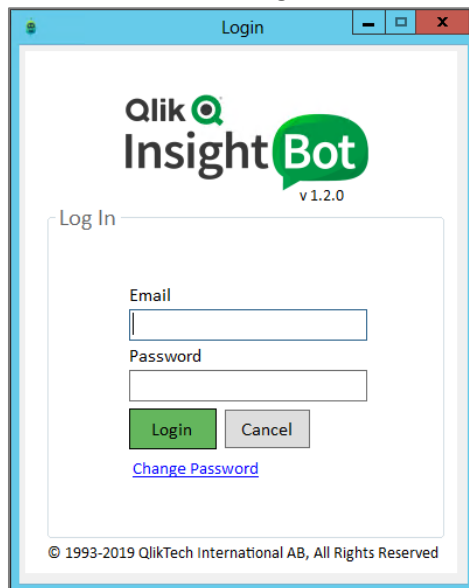 Login
Qlik
Insight Bot
v 1.2.0
Log In
Email
Password
Login Cancel
Change Password
© 1993-2019 QlikTech International AB, All Rights Reserved